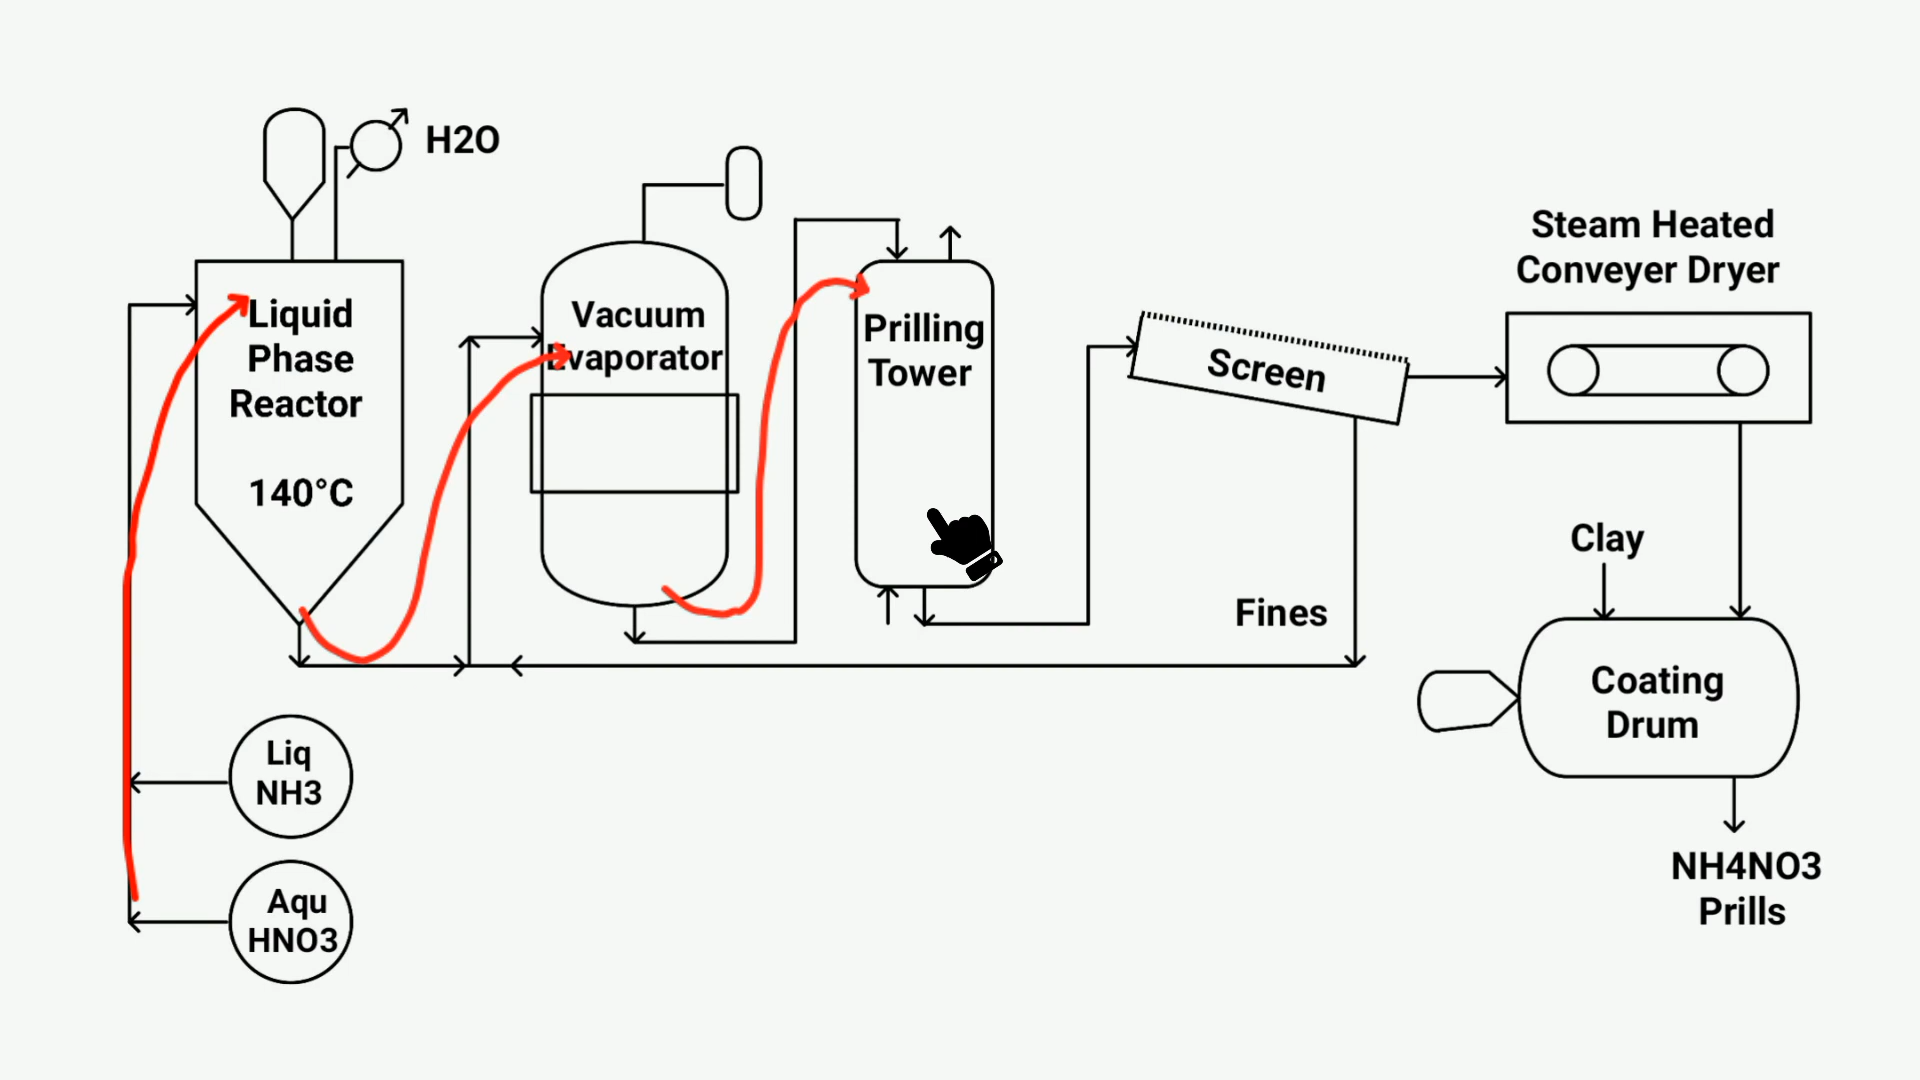 H2O
Liquid
Phase
Reactor
140°C
Vacuum
Evaporator
Prilling
Tower
Screen
Steam Heated
Conveyer Dryer
Fines
Clay
Coating
Drum
NH4NO3
Prills
Liq
NH3
Aqu
HNO3